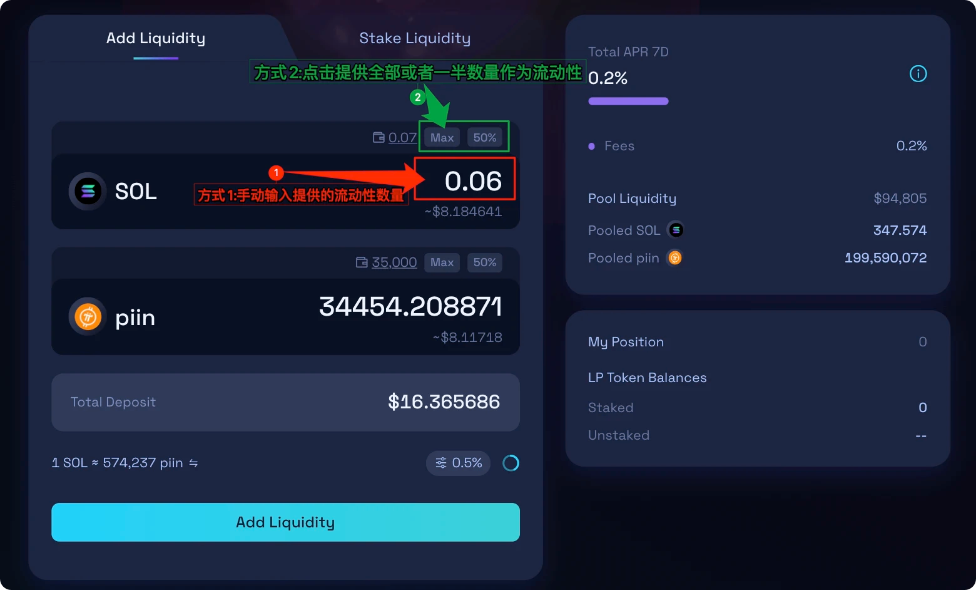 Add Liquidity
Stake Liquidity
方式2:点击提供全部或者一半数量作为流动性
2
0.07 Max 50%
SOL
1
方式1:手动输入提供的流动性数量
0.06
~$8.184641
35,000 Max 50%
piin
34454.208871
~$8.11718
Total Deposit $16.365686
1 SOL ≈ 574,237 piin ⇋
0.5%
Add Liquidity
Total APR 7D
0.2%
Fees 0.2%
Pool Liquidity $94,805
Pooled SOL 347.574
Pooled piin 199,590,072
My Position 0
LP Token Balances
Staked 0
Unstaked --